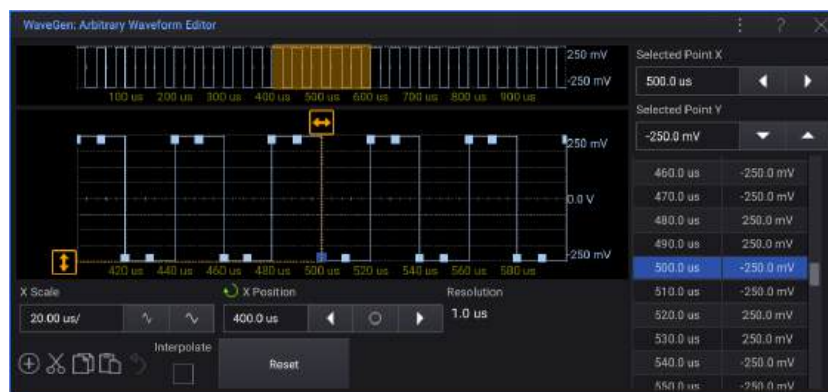 WaveGen: Arbitrary Waveform Editor
250 mV
-250 mV
100 us 200 us 300 us 400 us 500 us 600 us 700 us 800 us 900 us
250 mV
0.0 V
-250 mV
420 us 440 us 460 us 480 us 500 us 520 us 540 us 560 us 580 us
X Scale
20.00 us/
X Position
400.0 us
Resolution
1.0 us
Interpolate
Reset
Selected Point X
500.0 us
Selected Point Y
-250.0 mV
460.0 us -250.0 mV
470.0 us -250.0 mV
480.0 us 250.0 mV
490.0 us 250.0 mV
500.0 us -250.0 mV
510.0 us -250.0 mV
520.0 us 250.0 mV
530.0 us 250.0 mV
540.0 us -250.0 mV
550.0 us -250.0 mV